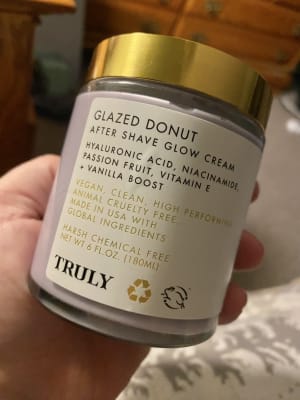 GLAZED DONUT
AFTER SHAVE GLOW CREAM
HYALURONIC ACID, NIACINAMIDE,
PASSION FRUIT, VITAMIN E
+ VANILLA BOOST
VEGAN, CLEAN, HIGH PERFORMING
ANIMAL CRUELTY FREE
MADE IN USA WITH
GLOBAL INGREDIENTS
HARSH CHEMICAL FREE
NET WT. 6 FL.OZ. (180ML)
TRULY